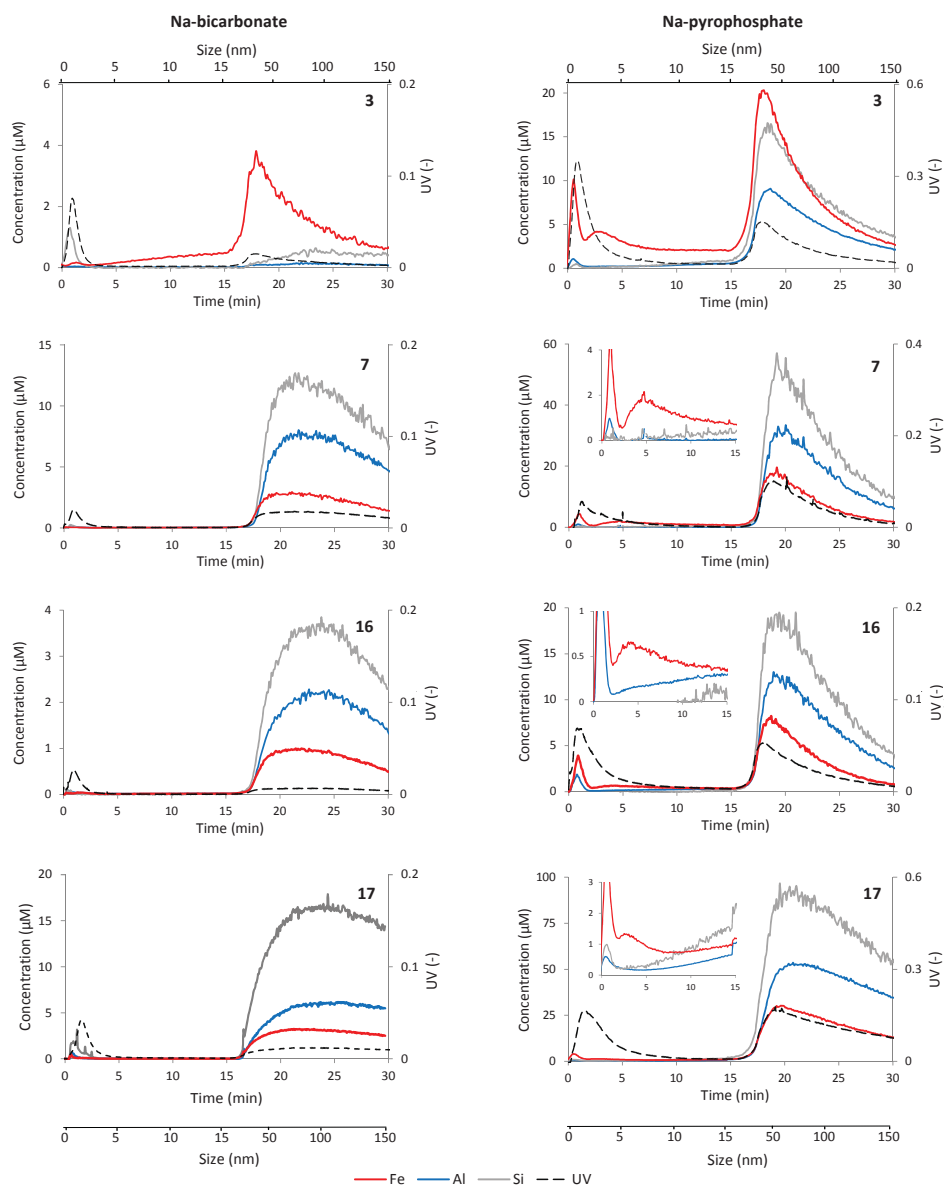 Na-bicarbonate
Size (nm)
0 5 10 15 50 100 150
6 4 2 0
Concentration (µM)
3
0.2 0.1 0
UV (-)
0 5 10 15 20 25 30
Time (min)
Na-pyrophosphate
Size (nm)
0 5 10 15 50 100 150
20 15 10 5 0
Concentration (µM)
3
0.6 0.3 0
UV (-)
0 5 10 15 20 25 30
Time (min)
15 10 5 0
Concentration (µM)
7
0.2 0.1 0
UV (-)
0 5 10 15 20 25 30
Time (min)
60 40 20 0
Concentration (µM)
4 2 0
0 5 10 15
7
0.4 0.2 0
UV (-)
0 5 10 15 20 25 30
Time (min)
4 3 2 1 0
Concentration (µM)
16
0.2 0.1 0
UV (-)
0 5 10 15 20 25 30
Time (min)
20 15 10 5 0
Concentration (µM)
1 0.5 0
0 5 10 15
16
0.2 0.1 0
UV (-)
0 5 10 15 20 25 30
Time (min)
20 15 10 5 0
Concentration (µM)
17
0.2 0.1 0
UV (-)
0 5 10 15 20 25 30
Time (min)
0 5 10 15 50 100 150
Size (nm)
100 75 50 25 0
Concentration (µM)
3 2 1 0
0 5 10 15
17
0.6 0.3 0
UV (-)
0 5 10 15 20 25 30
Time (min)
0 5 10 15 50 100 150
Size (nm)
Fe Al Si UV